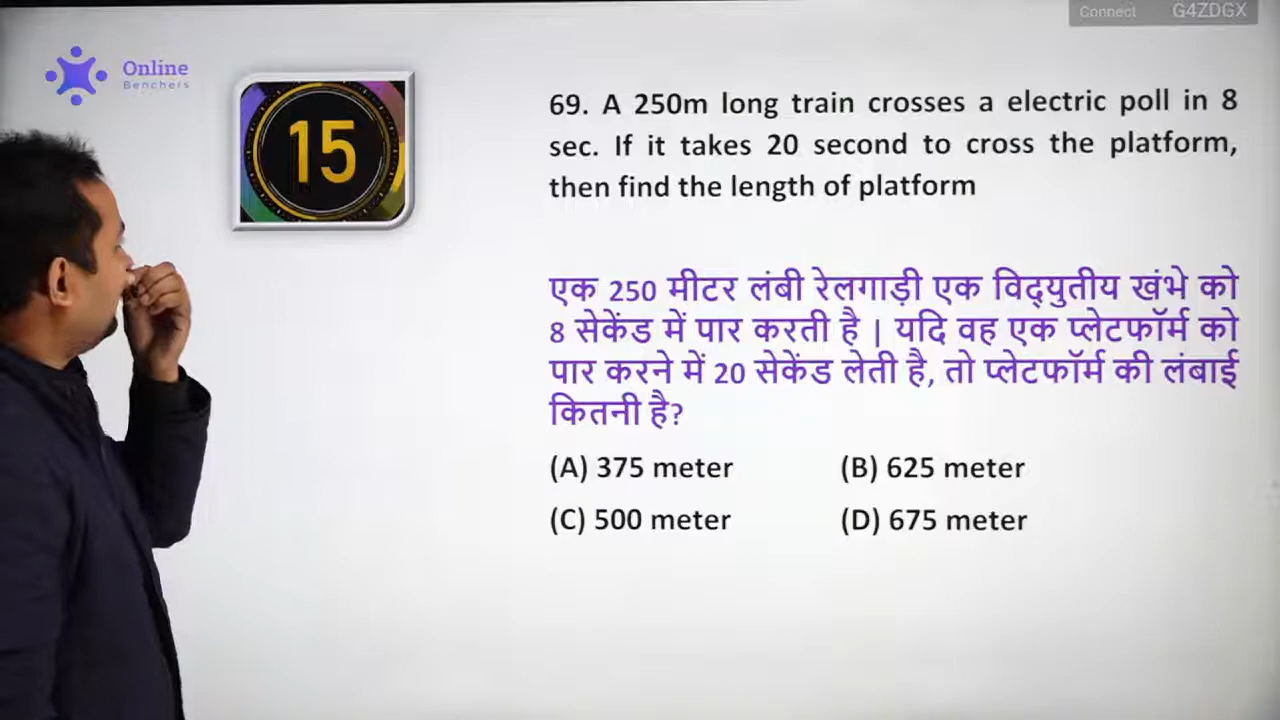 Connect G4ZDGX
Online
Benchers
15
69. A 250m long train crosses a electric poll in 8
sec. If it takes 20 second to cross the platform,
then find the length of platform
एक 250 मीटर लंबी रेलगाड़ी एक विद्युतीय खंभे को
8 सेकेंड में पार करती है | यदि वह एक प्लेटफॉर्म को
पार करने में 20 सेकेंड लेती है, तो प्लेटफॉर्म की लंबाई
कितनी है?
(A) 375 meter (B) 625 meter
(C) 500 meter (D) 675 meter